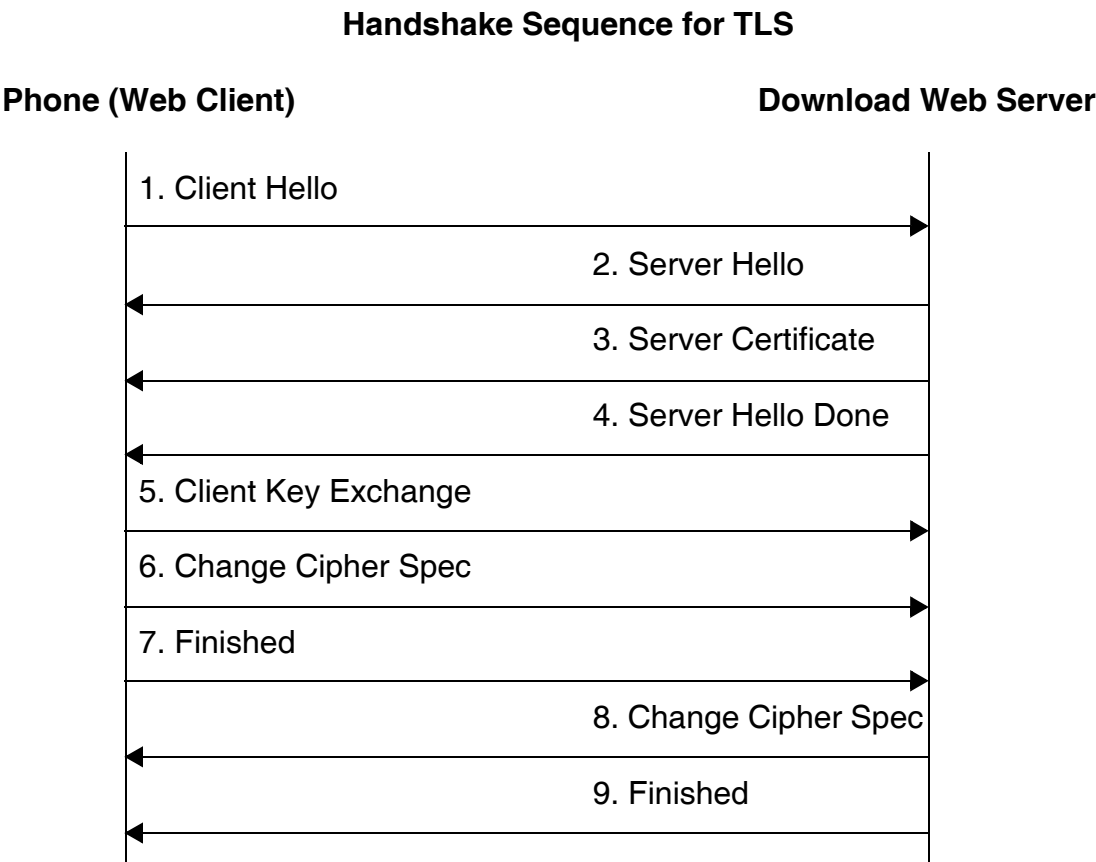 Handshake Sequence for TLS
Phone (Web Client)
Download Web Server
1. Client Hello
2. Server Hello
3. Server Certificate
4. Server Hello Done
5. Client Key Exchange
6. Change Cipher Spec
7. Finished
8. Change Cipher Spec
9. Finished